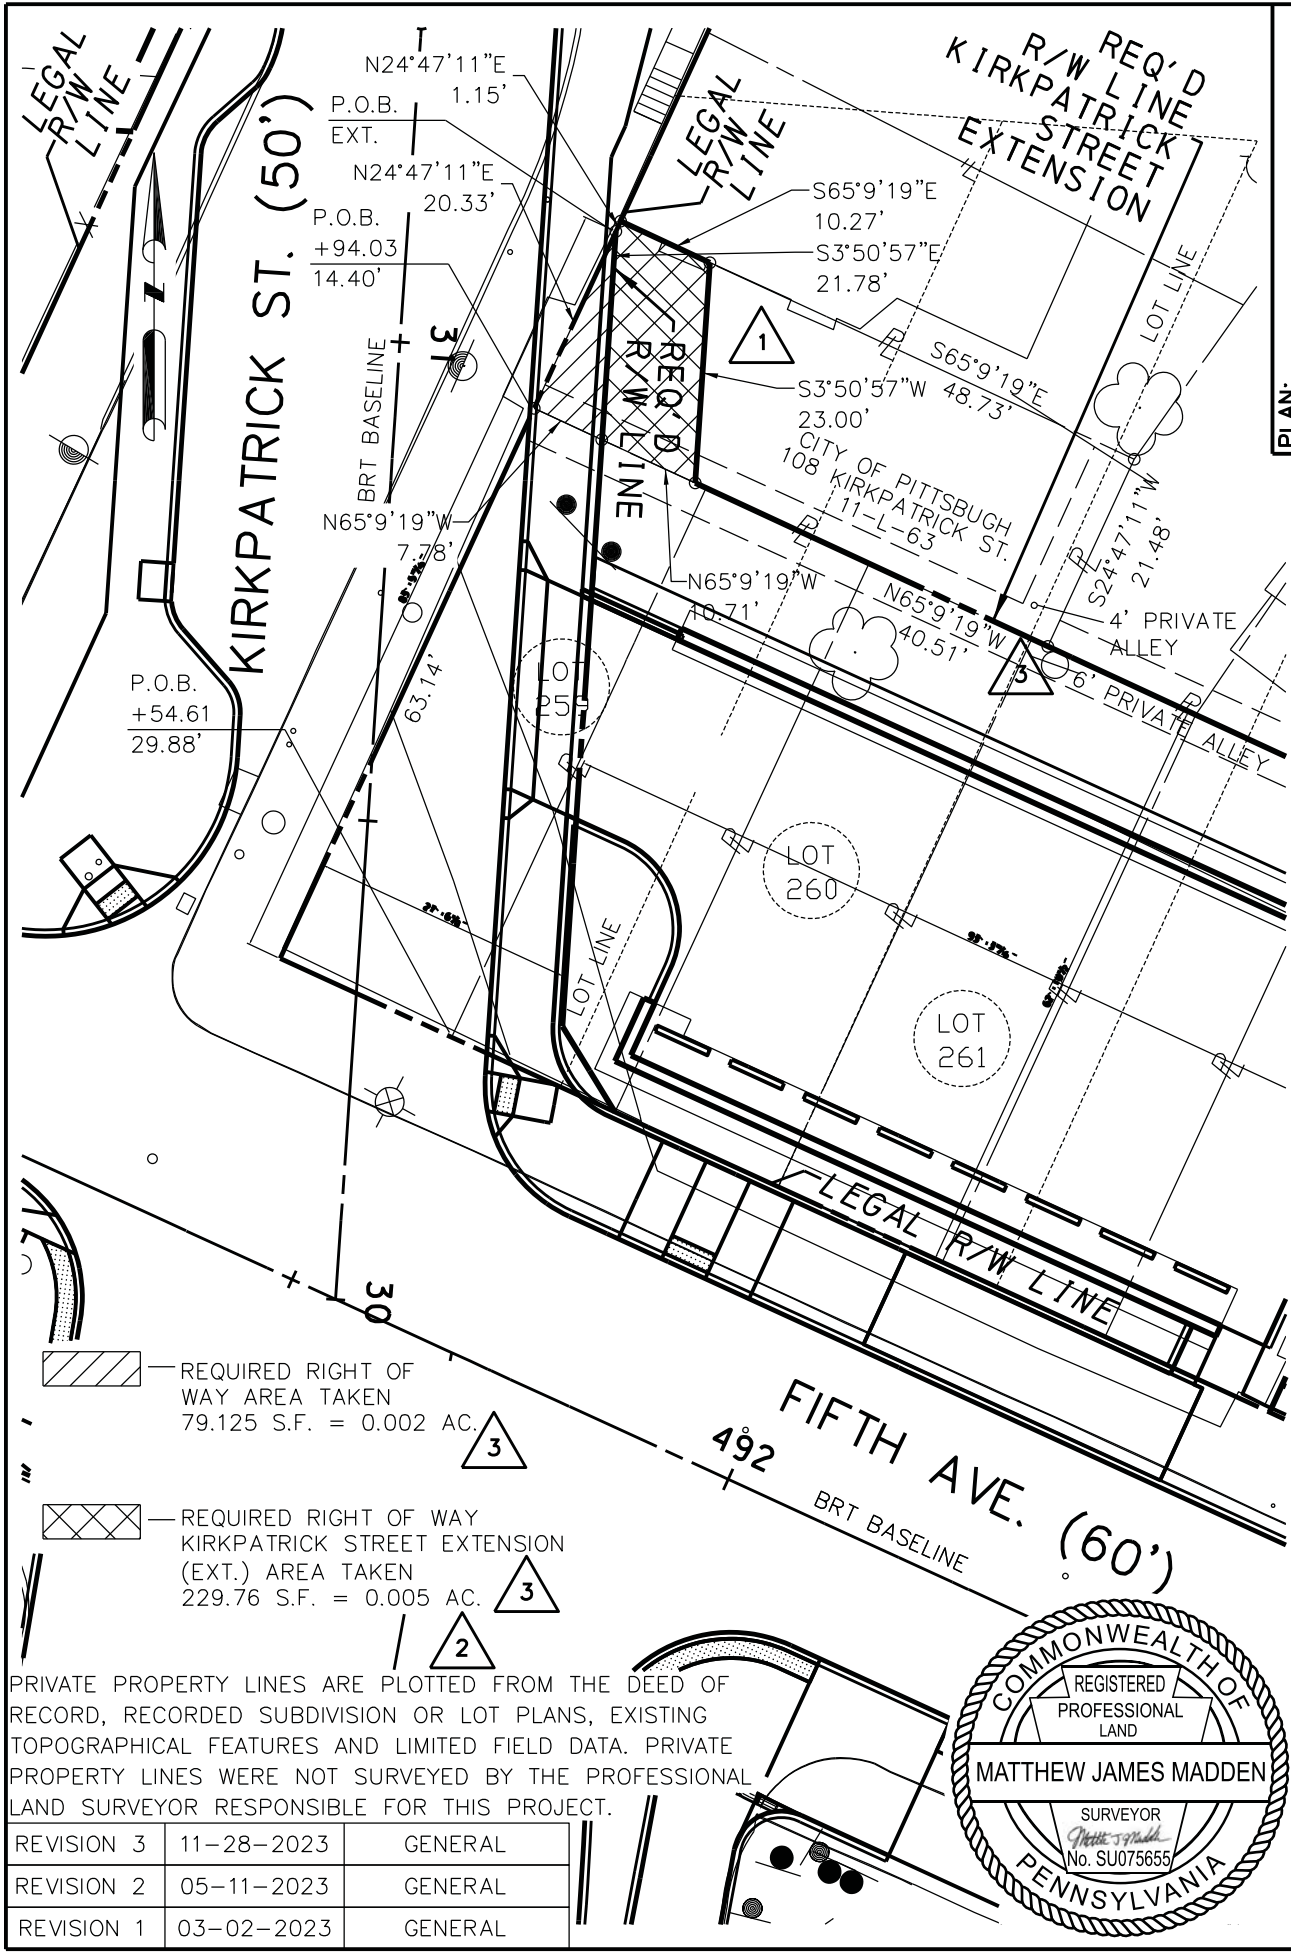 LEGAL
R/W
LINE
N24°47'11"E
1.15'
P.O.B.
EXT.
N24°47'11"E
20.33'
P.O.B.
+94.03
14.40'
KIRKPATRICK ST. (50')
BRT BASELINE
31
LEGAL
R/W
LINE
REQ'D
R/W LINE
KIRKPATRICK
STREET
EXTENSION
S65°9'19"E
10.27'
S3°50'57"E
21.78'
1
LOT LINE
PLAN:
REQ'D
R/W LINE
S65°9'19"E
48.73'
S3°50'57"W
23.00'
CITY OF PITTSBUGH
108 KIRKPATRICK ST.
11-L-63
S24°47'11"W
21.48'
N65°9'19"W
7.78'
N65°9'19"W
10.71'
N65°9'19"W
40.51'
3
4' PRIVATE
ALLEY
6' PRIVATE ALLEY
63.14'
LOT
259
P.O.B.
+54.61
29.88'
LOT
260
LOT LINE
LOT
261
LEGAL R/W LINE
30
REQUIRED RIGHT OF
WAY AREA TAKEN
79.125 S.F. = 0.002 AC.
3
FIFTH AVE. (60')
492
BRT BASELINE
REQUIRED RIGHT OF WAY
KIRKPATRICK STREET EXTENSION
(EXT.) AREA TAKEN
229.76 S.F. = 0.005 AC.
3
2
PRIVATE PROPERTY LINES ARE PLOTTED FROM THE DEED OF
RECORD, RECORDED SUBDIVISION OR LOT PLANS, EXISTING
TOPOGRAPHICAL FEATURES AND LIMITED FIELD DATA. PRIVATE
PROPERTY LINES WERE NOT SURVEYED BY THE PROFESSIONAL
LAND SURVEYOR RESPONSIBLE FOR THIS PROJECT.
REVISION 3 11-28-2023 GENERAL
REVISION 2 05-11-2023 GENERAL
REVISION 1 03-02-2023 GENERAL
COMMONWEALTH OF
REGISTERED
PROFESSIONAL
LAND
MATTHEW JAMES MADDEN
SURVEYOR
No. SU075655
PENNSYLVANIA